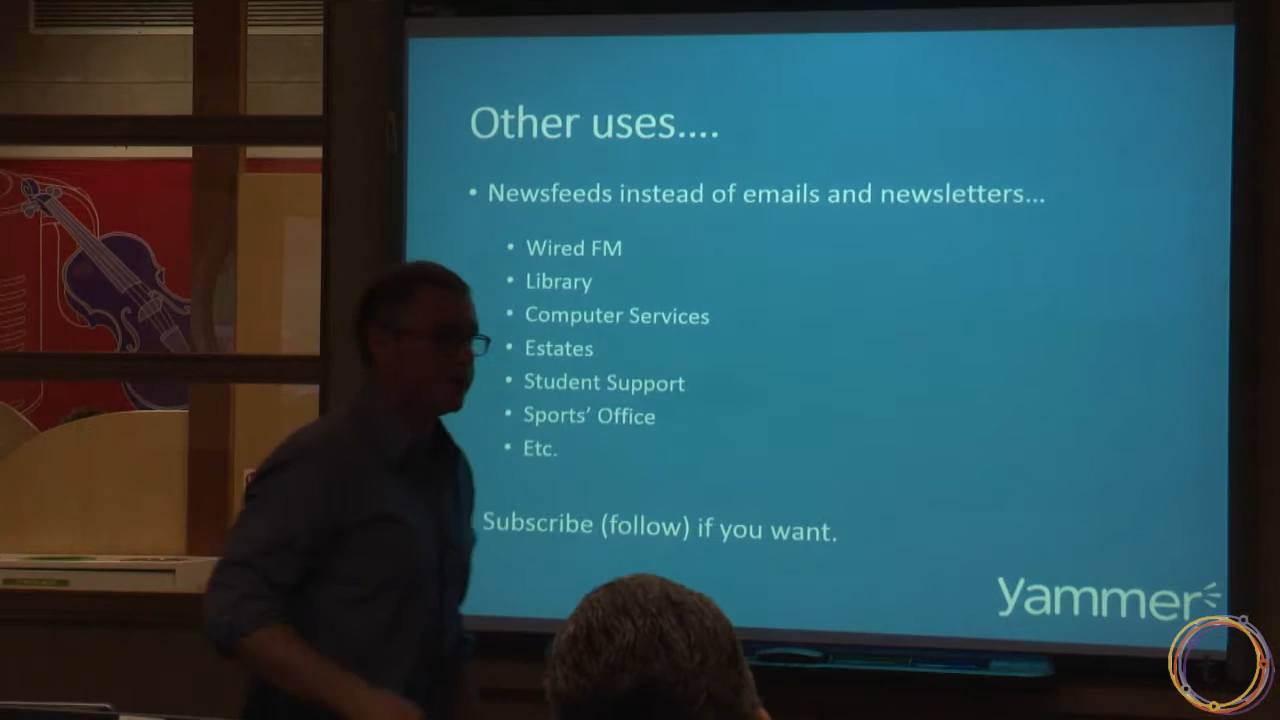 Other uses....
• Newsfeeds instead of emails and newsletters...
• Wired FM
• Library
• Computer Services
• Estates
• Student Support
• Sports' Office
• Etc.
Subscribe (follow) if you want.
yammer